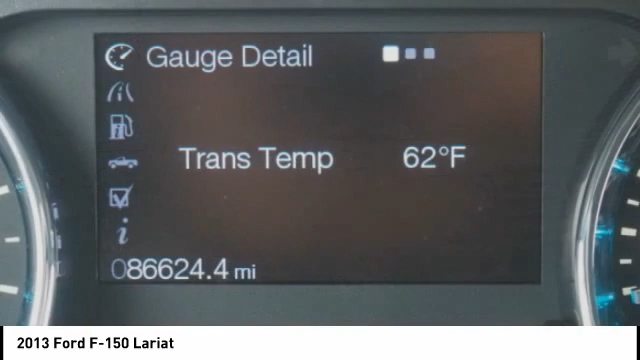 Gauge Detail
Trans Temp 62°F
086624.4 mi
2013 Ford F-150 Lariat